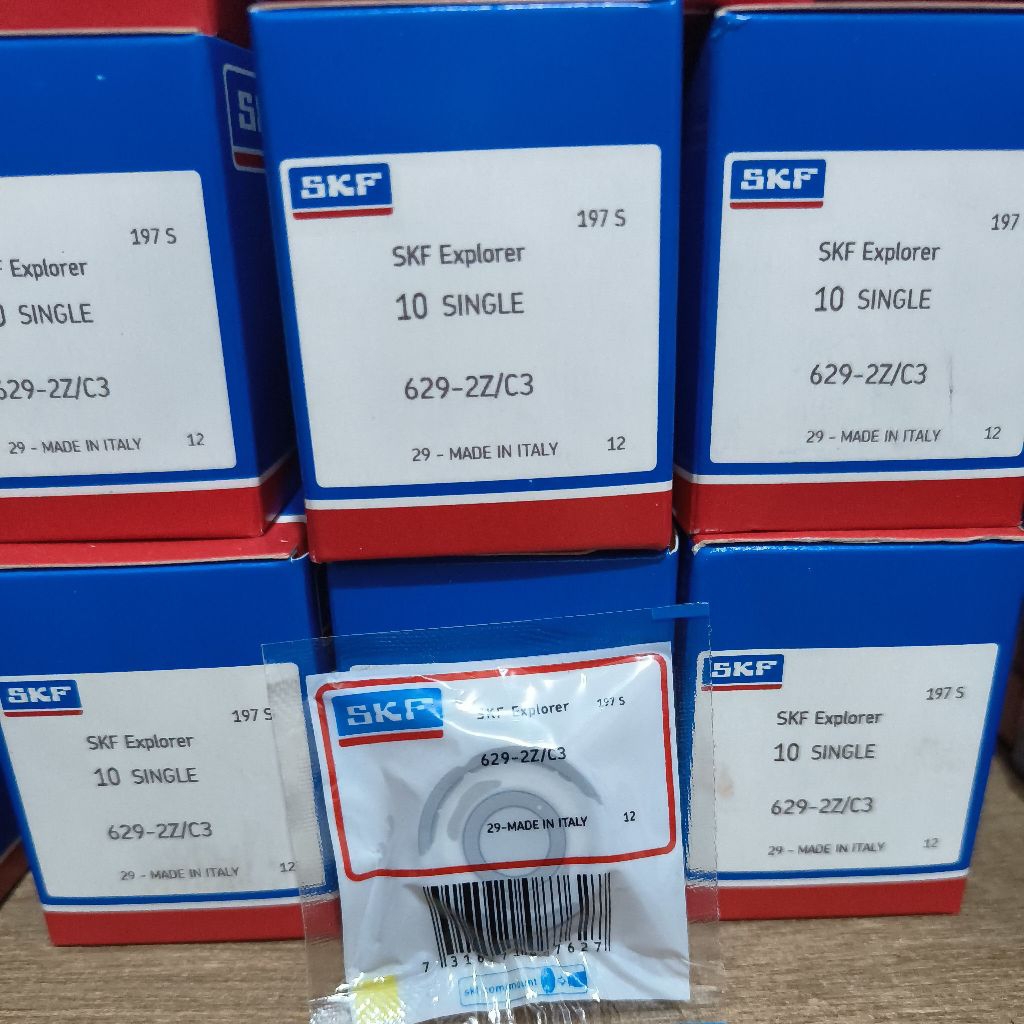 SKF
197 S
SKF Explorer
10 SINGLE
629-2Z/C3
29 - MADE IN ITALY 12
SKF
197
SKF Explorer
10 SINGLE
629-2Z/C3
29 - MADE IN ITALY 12
197 S
Explorer
SINGLE
629-2Z/C3
29 - MADE IN ITALY 12
SKF
197 S
SKF Explorer
10 SINGLE
629-2Z/C3
29 - MADE IN ITALY 12
SKF
SKF Explorer 197 S
629-2Z/C3
29-MADE IN ITALY 12
skf.com/mount
SKF
197 S
SKF Explorer
10 SINGLE
629-2Z/C3
29 - MADE IN ITALY 12